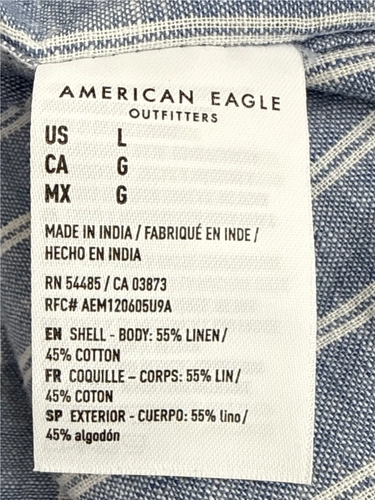 AMERICAN EAGLE
OUTFITTERS
US L
CA G
MX G
MADE IN INDIA / FABRIQUÉ EN INDE /
HECHO EN INDIA
RN 54485 / CA 03873
RFC# AEM120605U9A
EN SHELL - BODY: 55% LINEN /
45% COTTON
FR COQUILLE – CORPS: 55% LIN /
45% COTON
SP EXTERIOR - CUERPO: 55% lino /
45% algodón